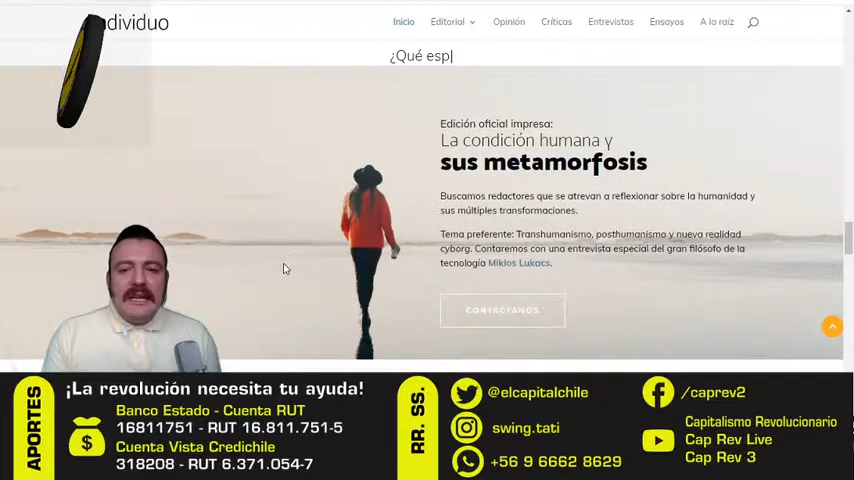 individuo
Inicio Editorial Opinión Críticas Entrevistas Ensayos A la raíz
¿Qué esp|
Edición oficial impresa:
La condición humana y
sus metamorfosis
Buscamos redactores que se atrevan a reflexionar sobre la humanidad y
sus múltiples transformaciones.
Tema preferente: Transhumanismo, posthumanismo y nueva realidad
cyborg. Contaremos con una entrevista especial del gran filósofo de la
tecnología Miklos Lukacs.
CONTÁCTANOS
APORTES
¡La revolución necesita tu ayuda!
Banco Estado - Cuenta RUT
16811751 - RUT 16.811.751-5
Cuenta Vista Credichile
318208 - RUT 6.371.054-7
RR. SS.
@elcapitalchile
swing.tati
+56 9 6662 8629
/caprev2
Capitalismo Revolucionario
Cap Rev Live
Cap Rev 3